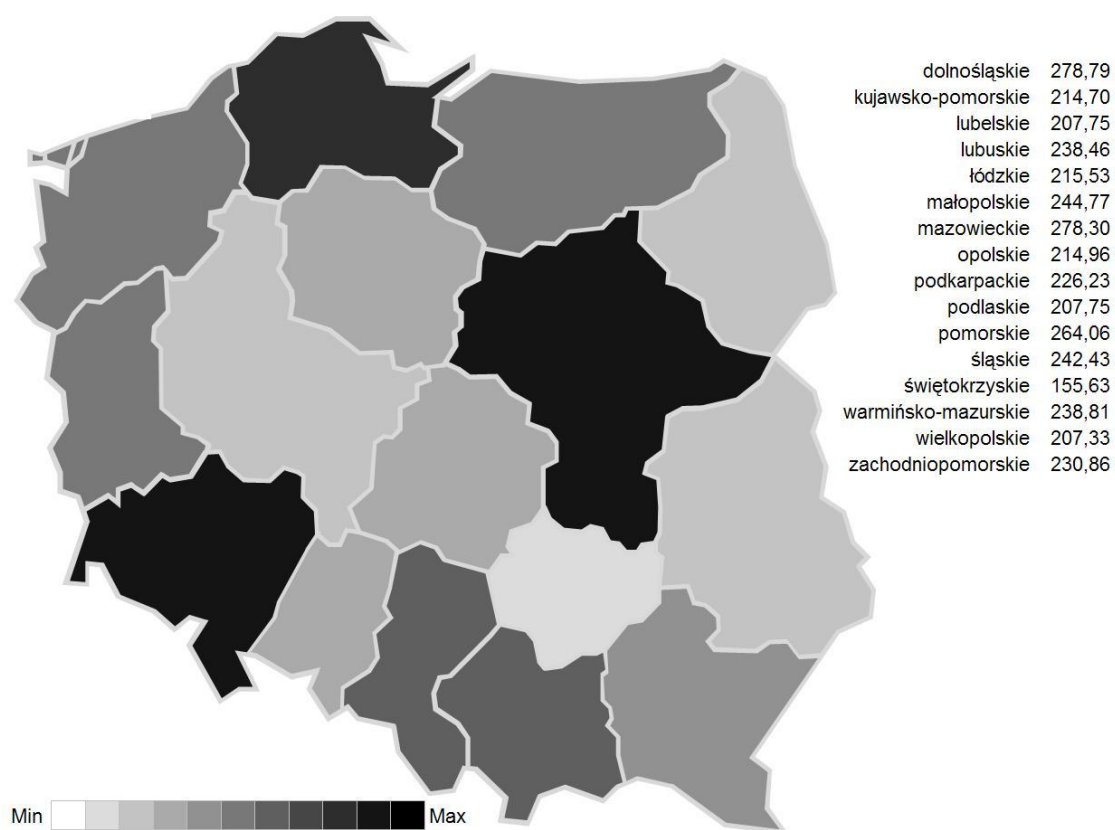 dolnośląskie 278,79
kujawsko-pomorskie 214,70
lubelskie 207,75
lubuskie 238,46
łódzkie 215,53
małopolskie 244,77
mazowieckie 278,30
opolskie 214,96
podkarpackie 226,23
podlaskie 207,75
pomorskie 264,06
śląskie 242,43
świętokrzyskie 155,63
warmińsko-mazurskie 238,81
wielkopolskie 207,33
zachodniopomorskie 230,86
Min Max